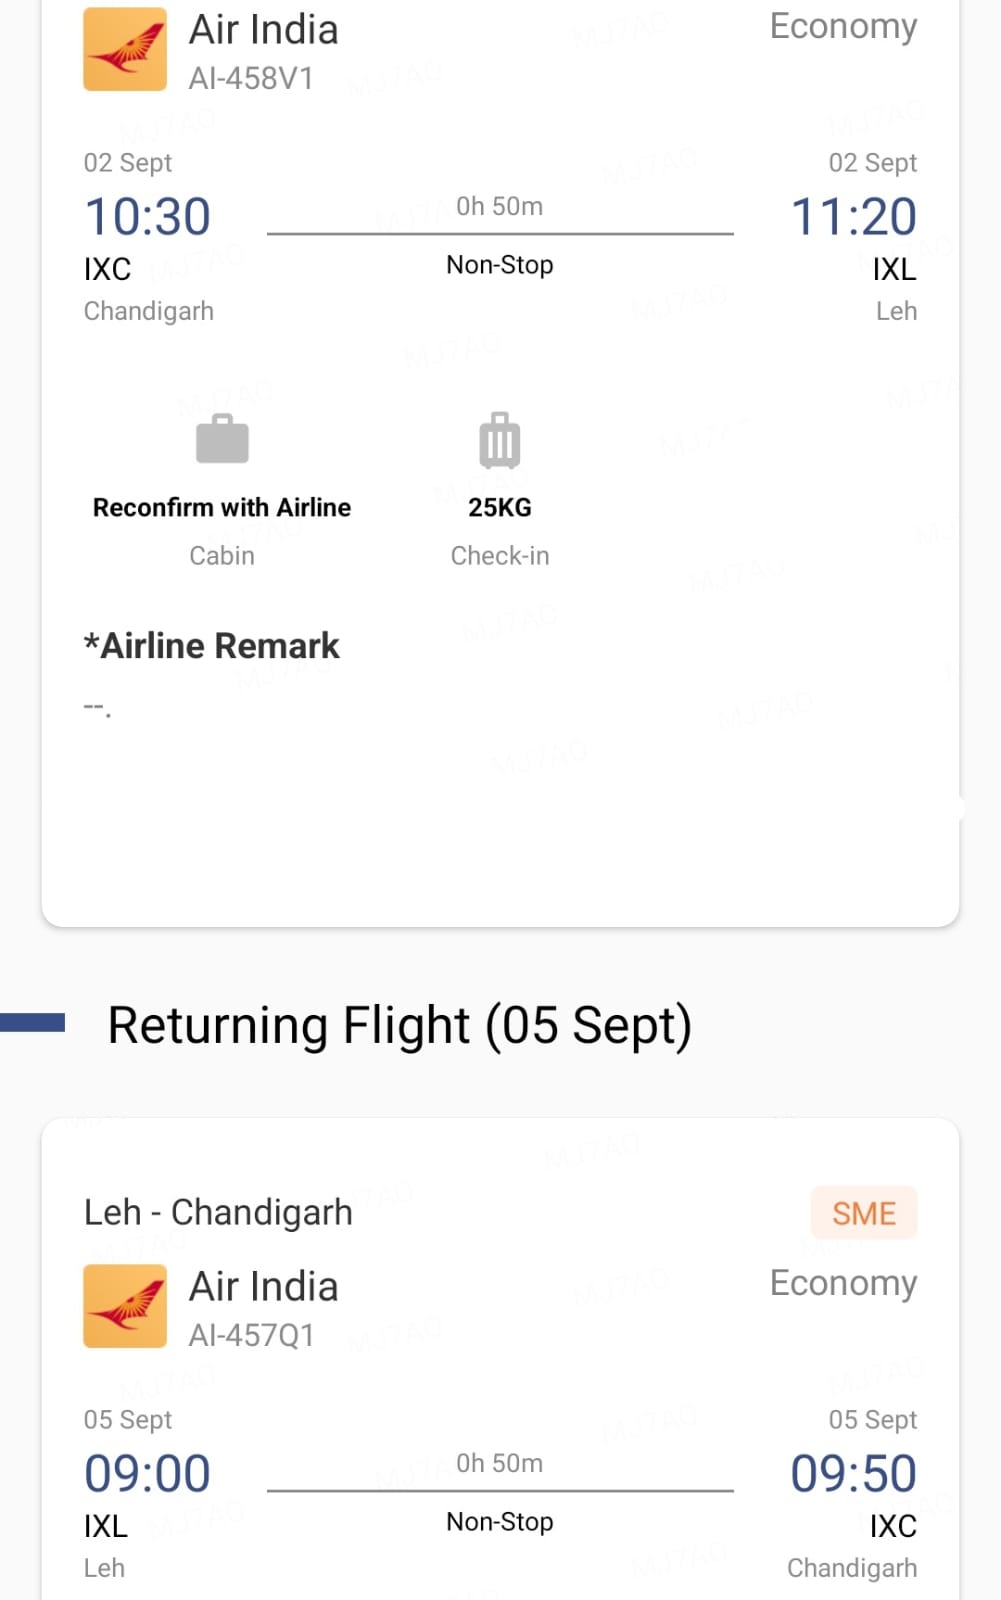 Air India
Economy
AI-458V1
02 Sept
02 Sept
10:30
0h 50m
11:20
IXC
Non-Stop
IXL
Chandigarh
Leh
Reconfirm with Airline
25KG
Cabin
Check-in
*Airline Remark
--.
Returning Flight (05 Sept)
Leh - Chandigarh
SME
Air India
Economy
AI-457Q1
05 Sept
05 Sept
09:00
0h 50m
09:50
IXL
Non-Stop
IXC
Leh
Chandigarh